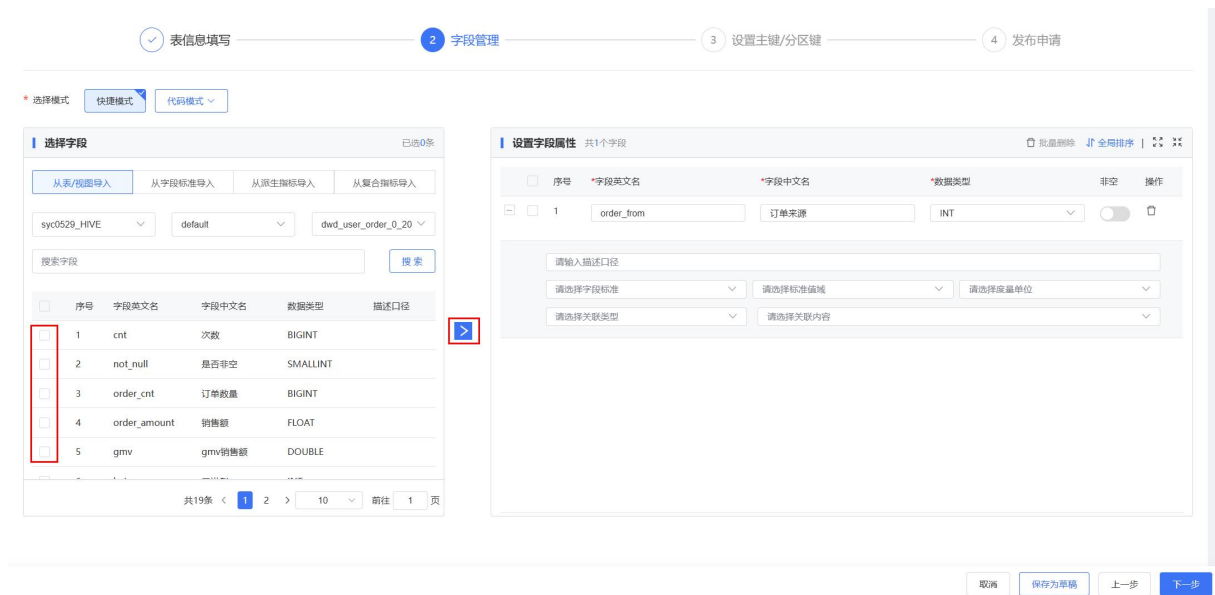 表信息填写
2 字段管理
3 设置主键/分区键
4 发布申请
* 选择模式 快捷模式 代码模式
选择字段 已选0条
从表/视图导入 从字段标准导入 从派生指标导入 从复合指标导入
syc0529_HIVE default dwd_user_order_0_20
搜索字段 搜索
序号 字段英文名 字段中文名 数据类型 描述口径
1 cnt 次数 BIGINT
2 not_null 是否非空 SMALLINT
3 order_cnt 订单数量 BIGINT
4 order_amount 销售额 FLOAT
5 gmv gmv销售额 DOUBLE
共19条 < 1 2 > 10 前往 1 页
设置字段属性 共1个字段 批量删除 全局排序
序号 *字段英文名 *字段中文名 *数据类型 非空 操作
1 order_from 订单来源 INT
请输入描述口径
请选择字段标准 请选择标准值域 请选择度量单位
请选择关联类型 请选择关联内容
取消 保存为草稿 上一步 下一步